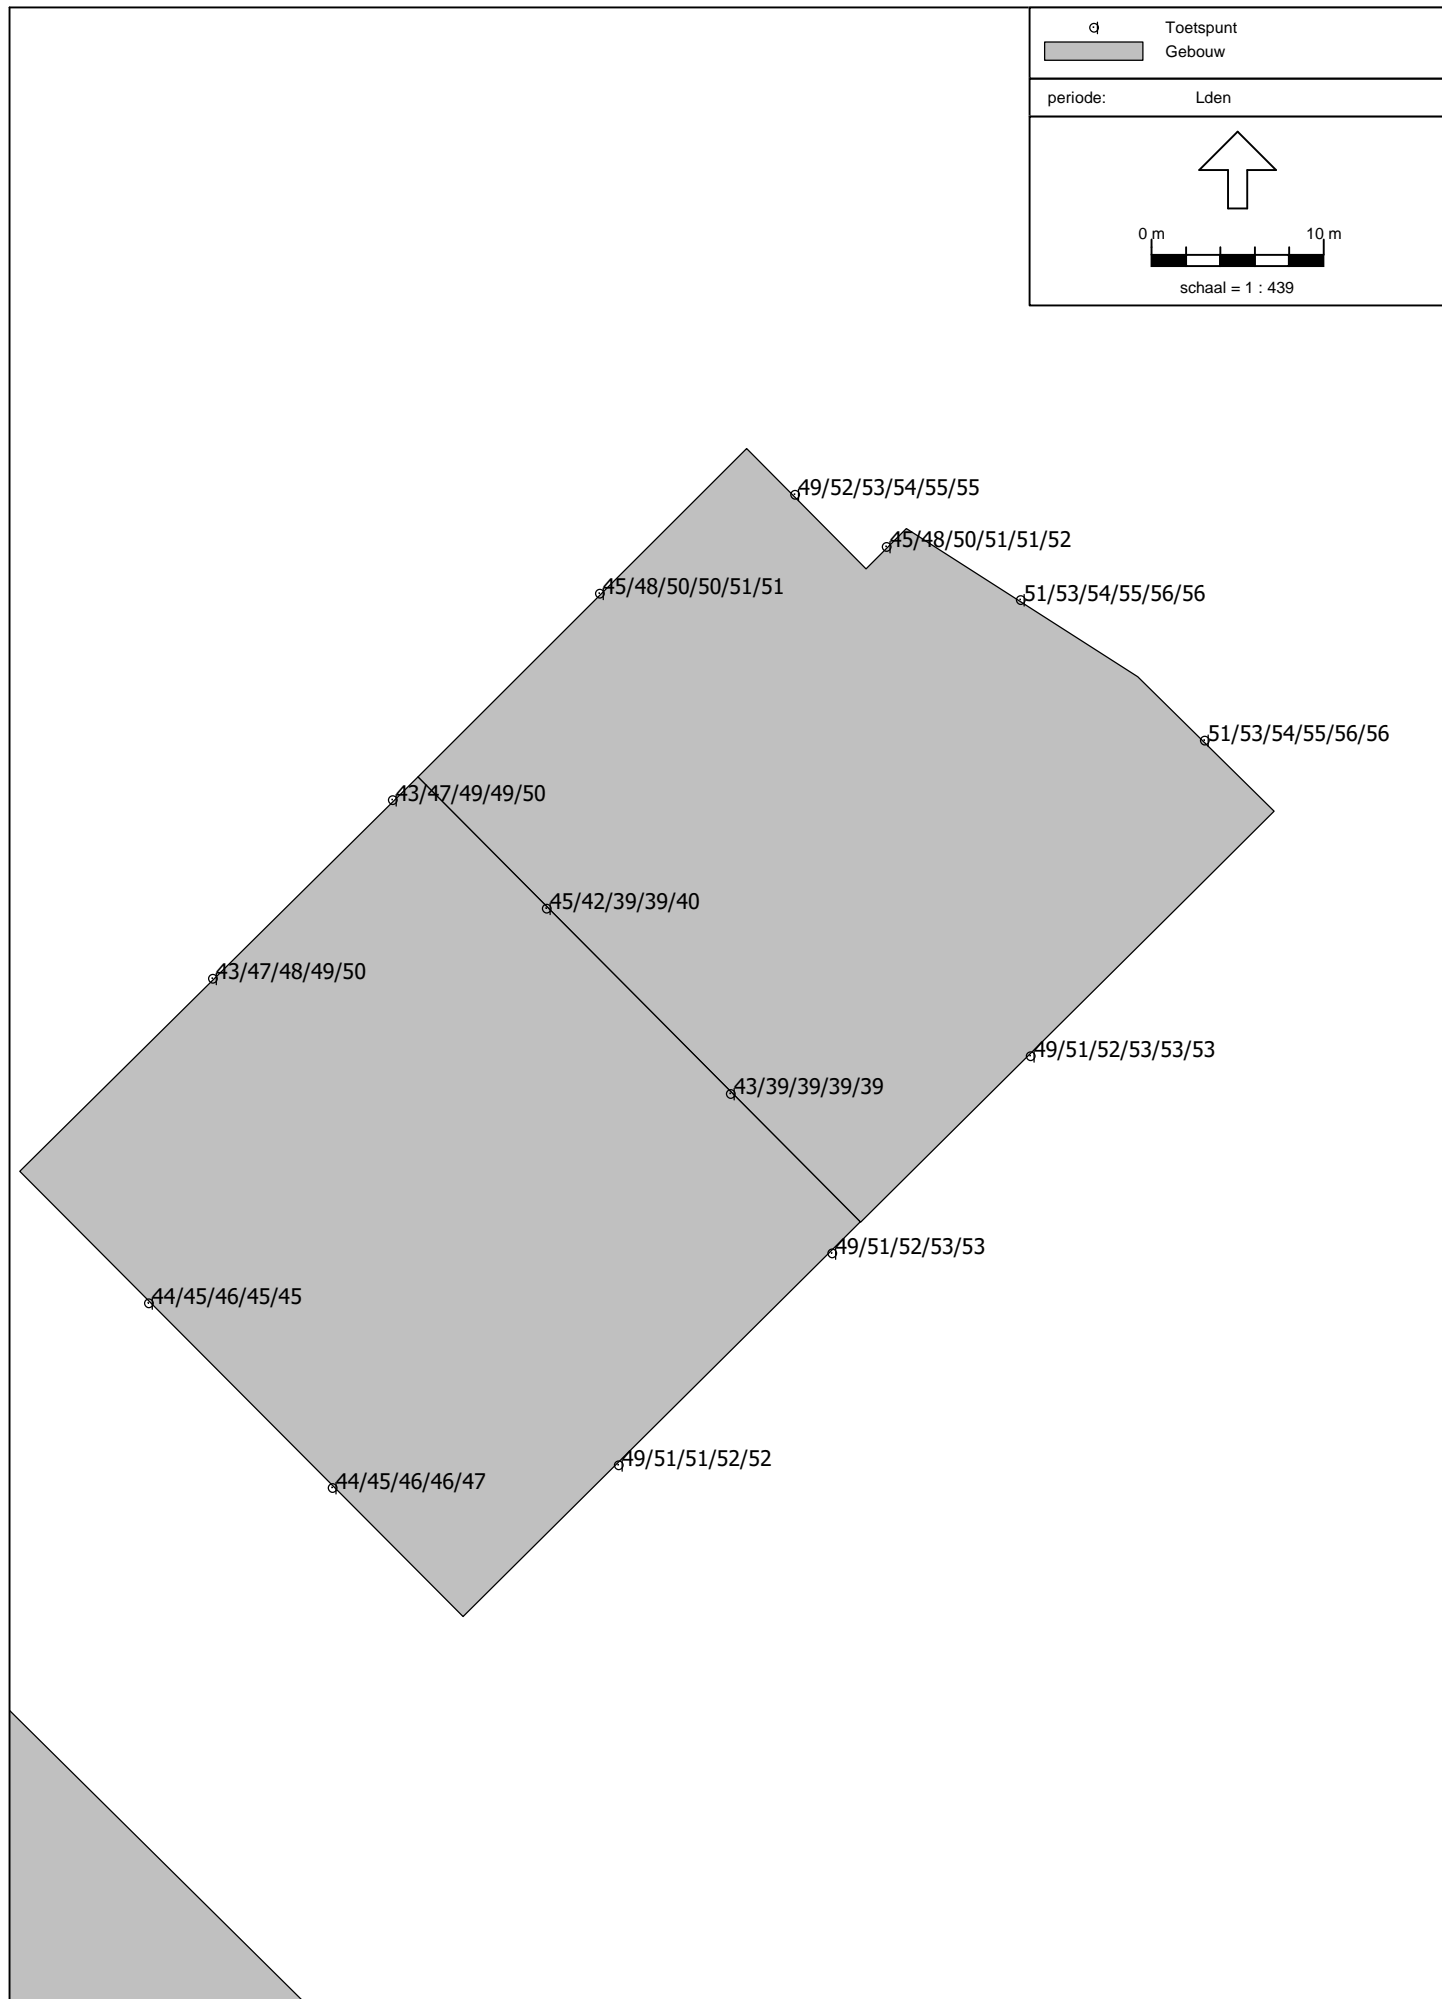 Toetspunt
Gebouw
periode: Lden
0 m 10 m
schaal = 1 : 439
49/52/53/54/55/55
45/48/50/51/51/52
45/48/50/50/51/51
51/53/54/55/56/56
51/53/54/55/56/56
43/47/49/49/50
45/42/39/39/40
43/47/48/49/50
49/51/52/53/53/53
43/39/39/39/39
49/51/52/53/53
44/45/46/45/45
49/51/51/52/52
44/45/46/46/47